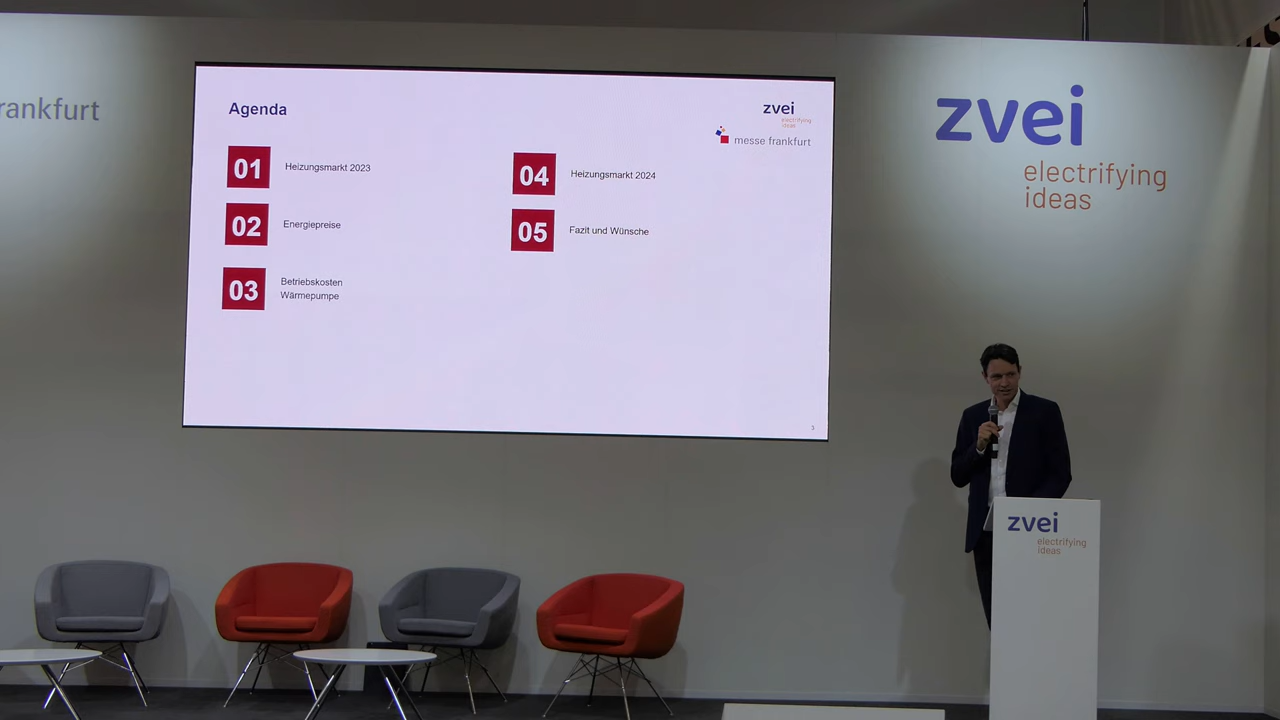 rankfurt
Agenda
zvei
electrifying
ideas
messe frankfurt
01
Heizungsmarkt 2023
02
Energiepreise
03
Betriebskosten
Wärmepumpe
04
Heizungsmarkt 2024
05
Fazit und Wünsche
3
zvei
electrifying
ideas
zvei
electrifying
ideas